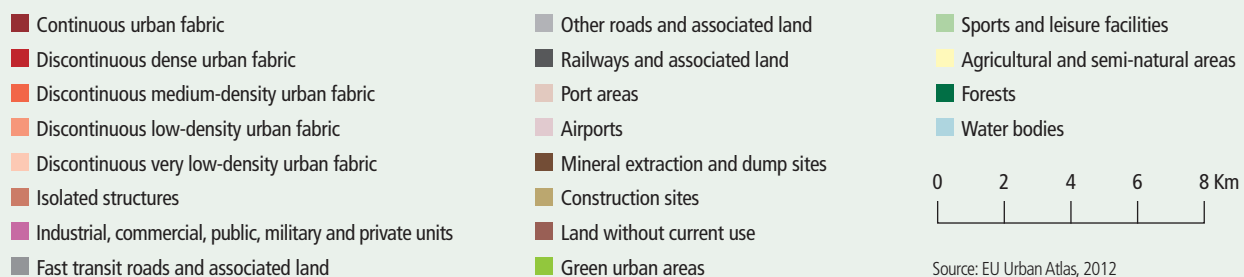 Continuous urban fabric
Discontinuous dense urban fabric
Discontinuous medium-density urban fabric
Discontinuous low-density urban fabric
Discontinuous very low-density urban fabric
Isolated structures
Industrial, commercial, public, military and private units
Fast transit roads and associated land
Other roads and associated land
Railways and associated land
Port areas
Airports
Mineral extraction and dump sites
Construction sites
Land without current use
Green urban areas
Sports and leisure facilities
Agricultural and semi-natural areas
Forests
Water bodies
0 2 4 6 8 Km
Source: EU Urban Atlas, 2012